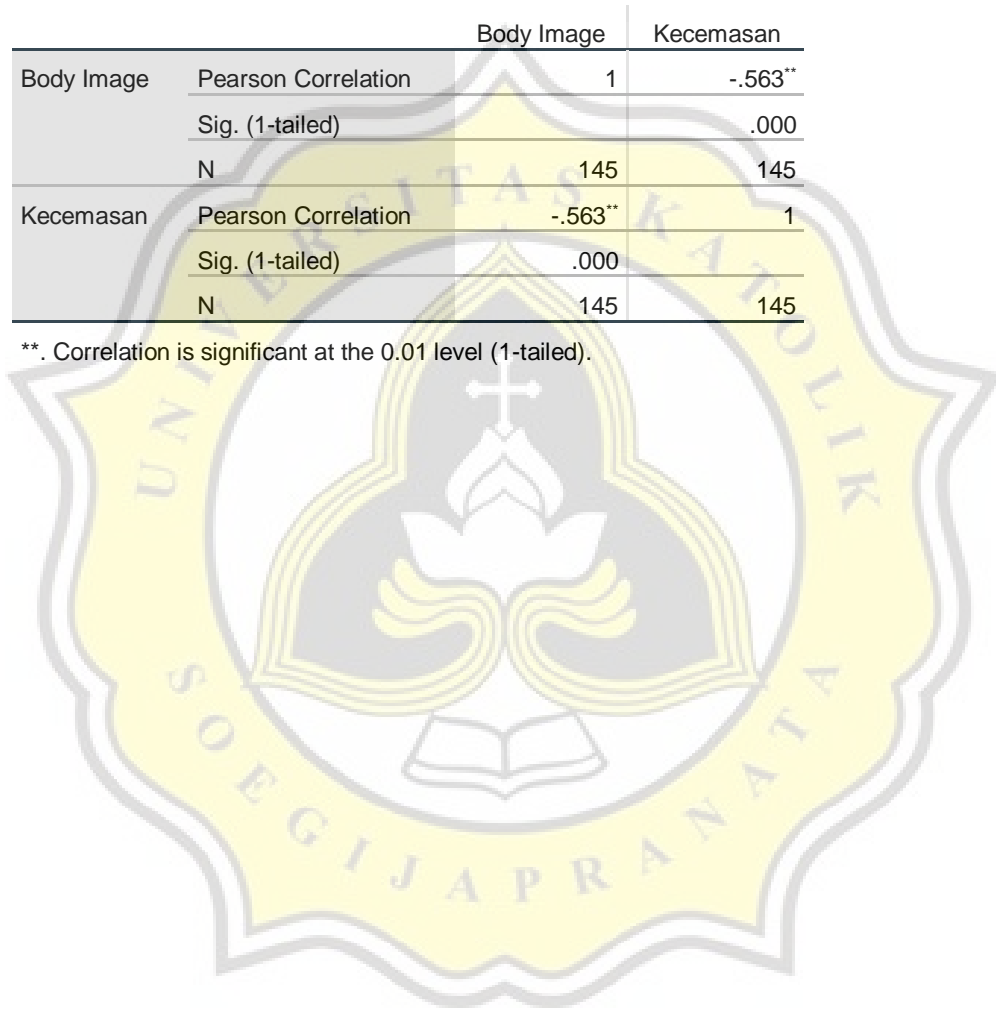 Body Image Kecemasan
Body Image Pearson Correlation 1 -.563**
Sig. (1-tailed) .000
N 145 145
Kecemasan Pearson Correlation -.563** 1
Sig. (1-tailed) .000
N 145 145
**. Correlation is significant at the 0.01 level (1-tailed).
UNIVERSITAS KATOLIK
SOEGIJAPRANATA